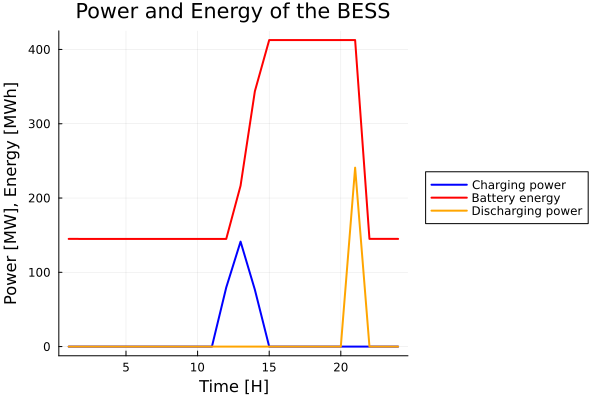 Power and Energy of the BESS
Power [MW], Energy [MWh]
400
300
200
100
0
5 10 15 20
Time [H]
Charging power
Battery energy
Discharging power